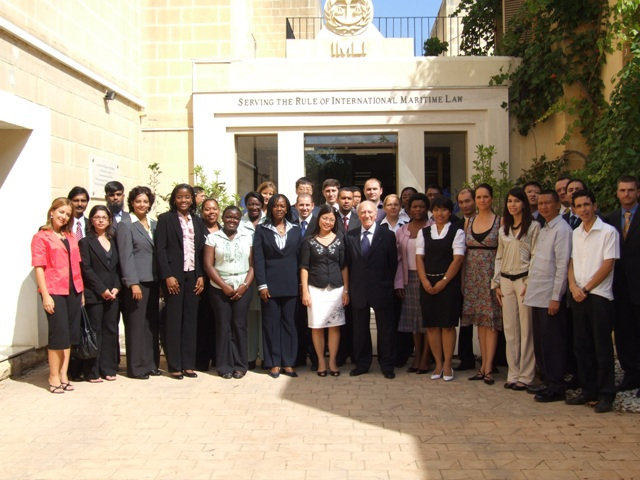 IMLI
SERVING THE RULE OF INTERNATIONAL MARITIME LAW